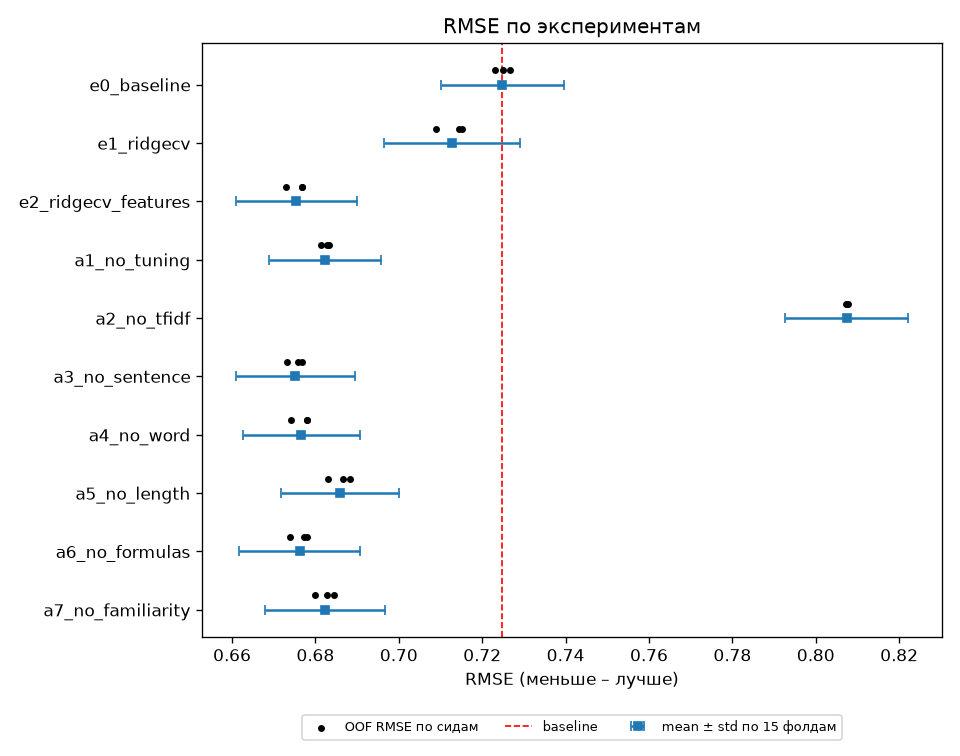 RMSE по экспериментам
e0_baseline
e1_ridgecv
e2_ridgecv_features
a1_no_tuning
a2_no_tfidf
a3_no_sentence
a4_no_word
a5_no_length
a6_no_formulas
a7_no_familiarity
0.66 0.68 0.70 0.72 0.74 0.76 0.78 0.80 0.82
RMSE (меньше – лучше)
OOF RMSE по сидам baseline mean ± std по 15 фолдам